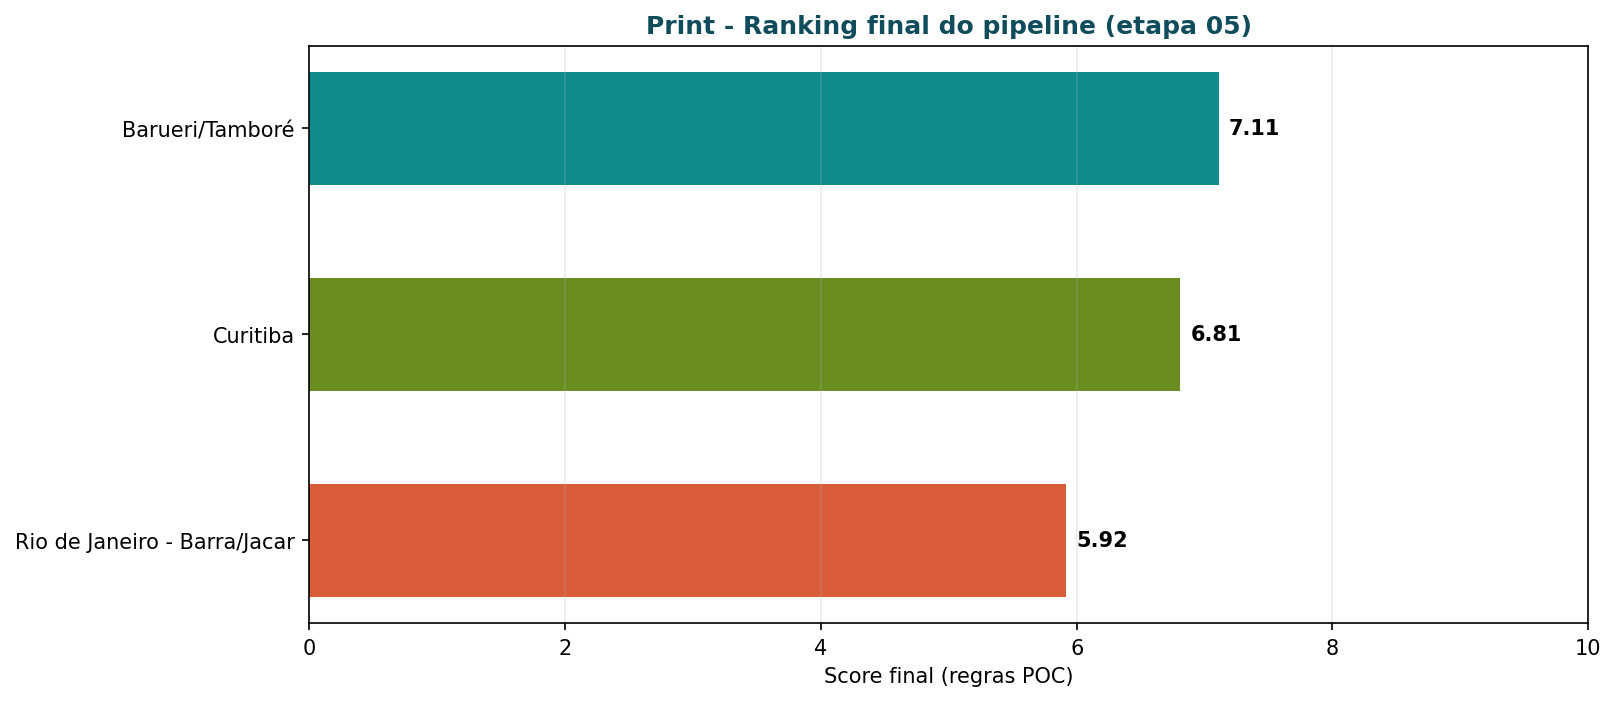 Print - Ranking final do pipeline (etapa 05)
Barueri/Tamboré
7.11
Curitiba
6.81
Rio de Janeiro - Barra/Jacar
5.92
0 2 4 6 8 10
Score final (regras POC)